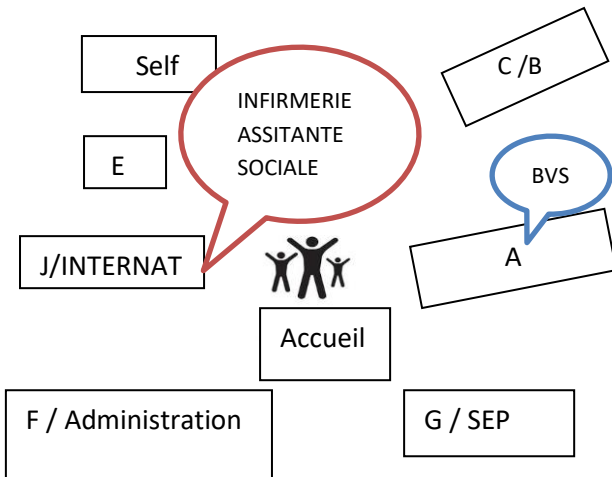 Self
C /B
INFIRMERIE
ASSITANTE
SOCIALE
E
BVS
J/INTERNAT
A
Accueil
F / Administration
G / SEP